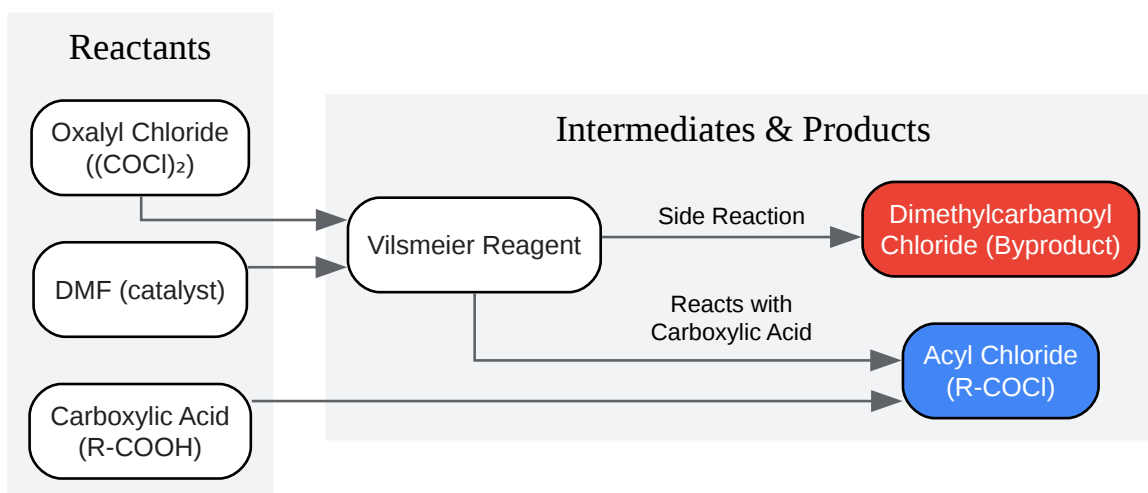 Reactants
Oxalyl Chloride
((COCl)₂)
DMF (catalyst)
Carboxylic Acid
(R-COOH)
Intermediates & Products
Vilsmeier Reagent
Side Reaction
Dimethylcarbamoyl
Chloride (Byproduct)
Reacts with
Carboxylic Acid
Acyl Chloride
(R-COCl)